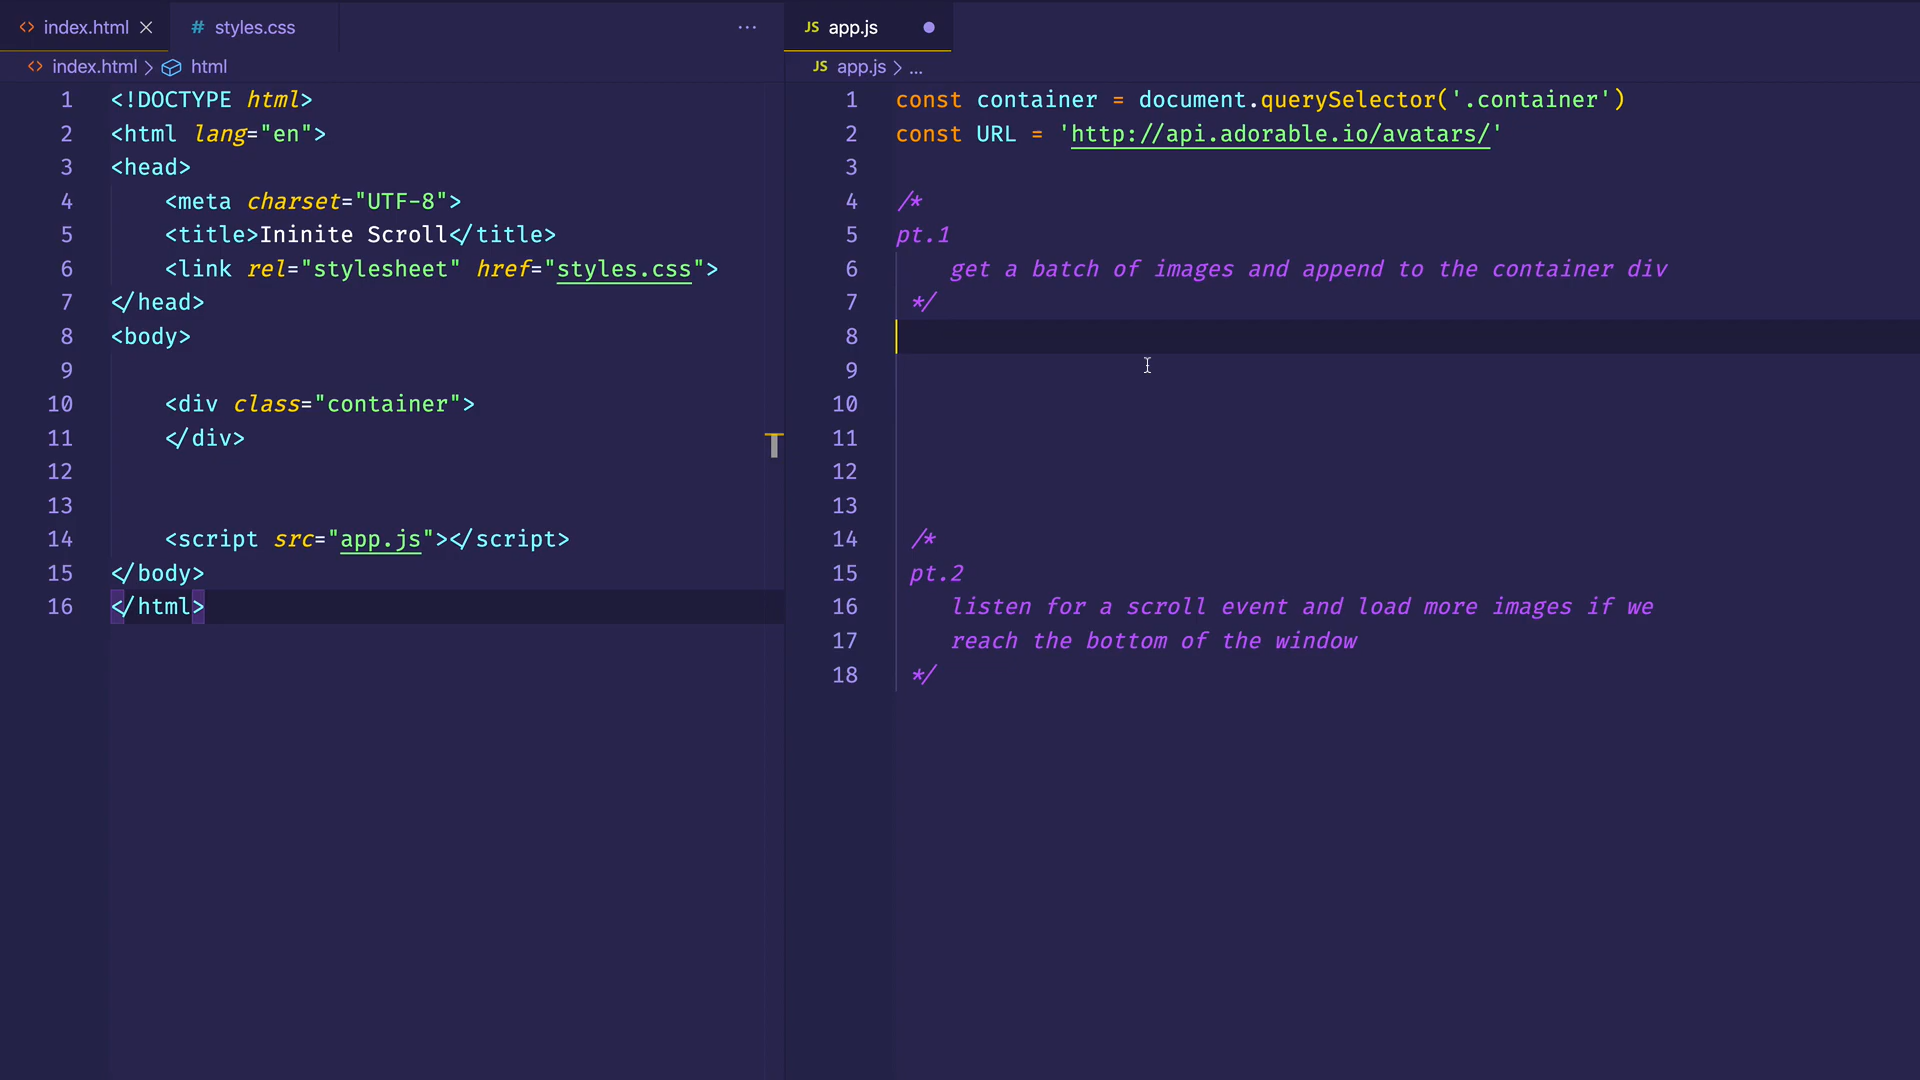 index.html
styles.css
...
index.html > html
1 <!DOCTYPE html>
2 <html lang="en">
3 <head>
4 <meta charset="UTF-8">
5 <title>Ininite Scroll</title>
6 <link rel="stylesheet" href="styles.css">
7 </head>
8 <body>
9
10 <div class="container">
11 </div>
12
13
14 <script src="app.js"></script>
15 </body>
16 </html>
JS app.js
JS app.js > ...
1 const container = document.querySelector('.container')
2 const URL = 'http://api.adorable.io/avatars/'
3
4 /*
5 pt.1
6 get a batch of images and append to the container div
7 */
8
9
10
11
12
13
14 /*
15 pt.2
16 listen for a scroll event and load more images if we
17 reach the bottom of the window
18 */